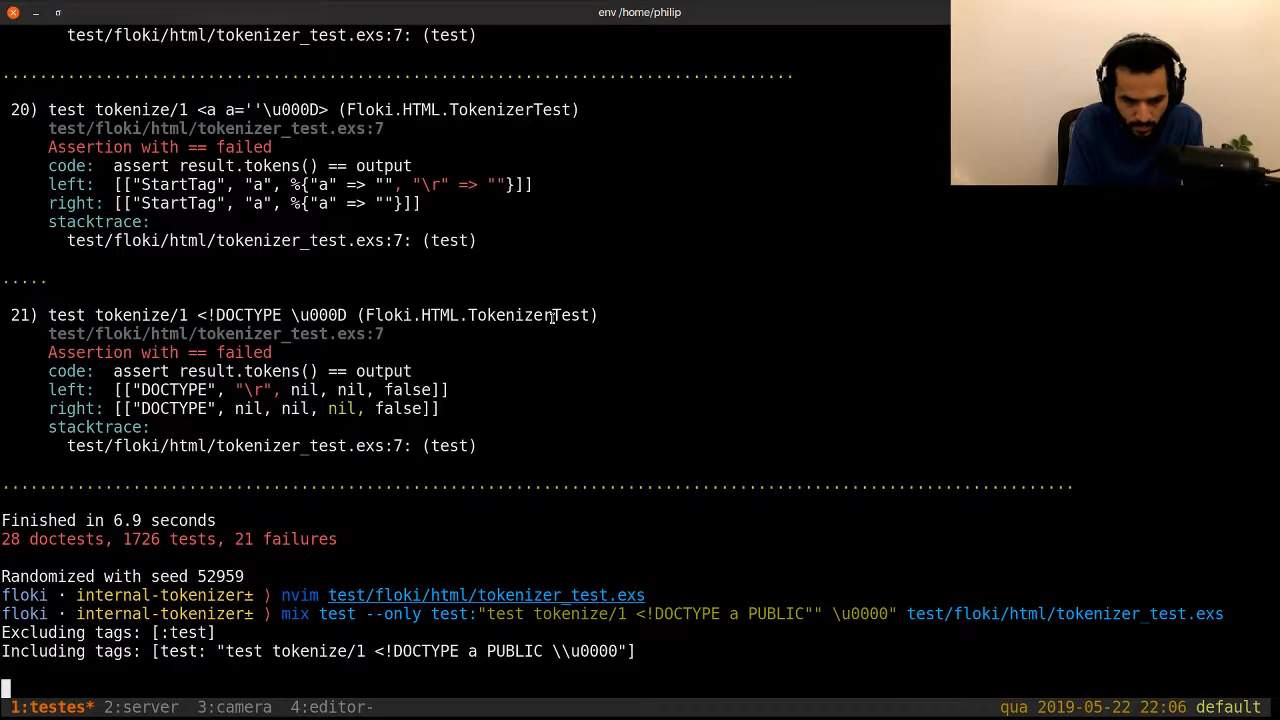 env /home/philip
test/floki/html/tokenizer_test.exs:7: (test)
.....................................................................................
20) test tokenize/1 <a a=''\u000D> (Floki.HTML.TokenizerTest)
test/floki/html/tokenizer_test.exs:7
Assertion with == failed
code:  assert result.tokens() == output
left:  [["StartTag", "a", %{"a" => "", "\r" => ""}]]
right: [["StartTag", "a", %{"a" => ""}]]
stacktrace:
test/floki/html/tokenizer_test.exs:7: (test)
.....
21) test tokenize/1 <!DOCTYPE \u000D (Floki.HTML.TokenizerTest)
test/floki/html/tokenizer_test.exs:7
Assertion with == failed
code:  assert result.tokens() == output
left:  [["DOCTYPE", "\r", nil, nil, false]]
right: [["DOCTYPE", nil, nil, nil, false]]
stacktrace:
test/floki/html/tokenizer_test.exs:7: (test)
...................................................................................................................
Finished in 6.9 seconds
28 doctests, 1726 tests, 21 failures
Randomized with seed 52959
floki · internal-tokenizer± ⟩ nvim test/floki/html/tokenizer_test.exs
floki · internal-tokenizer± ⟩ mix test --only test:"test tokenize/1 <!DOCTYPE a PUBLIC"" \u0000" test/floki/html/tokenizer_test.exs
Excluding tags: [:test]
Including tags: [test: "test tokenize/1 <!DOCTYPE a PUBLIC \\u0000"]
1:testes* 2:server  3:camera  4:editor- qua 2019-05-22 22:06 default